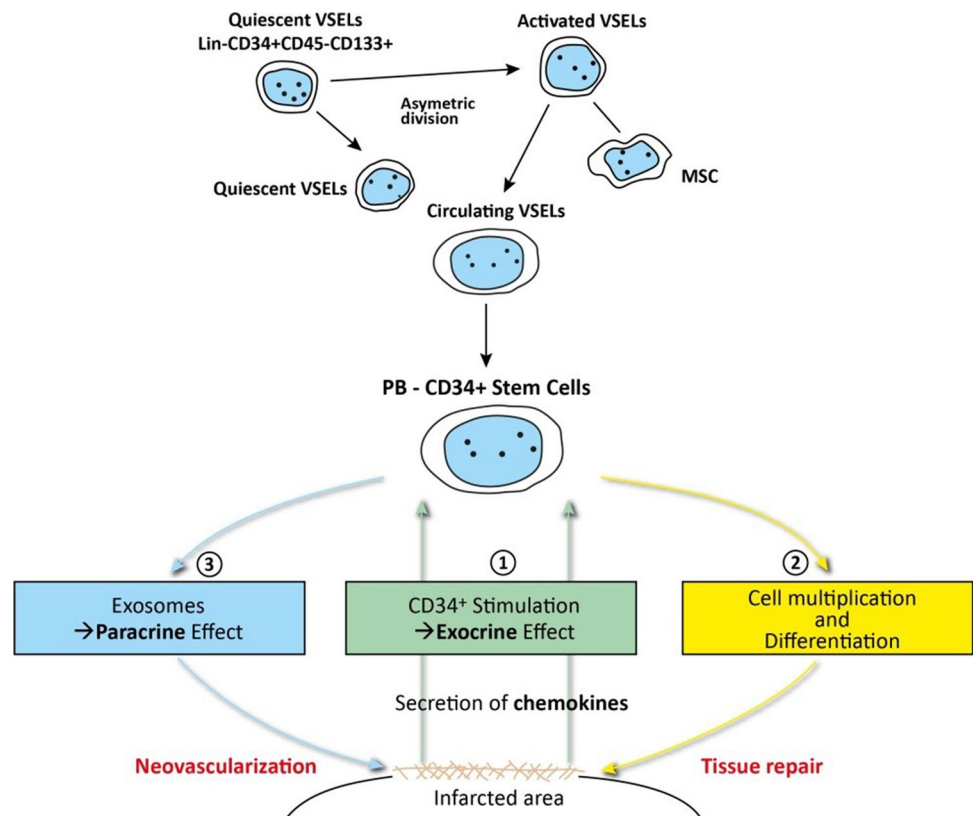 Quiescent VSELs
Lin-CD34+CD45-CD133+
Activated VSELs
Asymetric
division
Quiescent VSELs
MSC
Circulating VSELs
PB - CD34+ Stem Cells
③
Exosomes
→Paracrine Effect
①
CD34⁺ Stimulation
→Exocrine Effect
②
Cell multiplication
and
Differentiation
Secretion of chemokines
Neovascularization
Tissue repair
Infarcted area